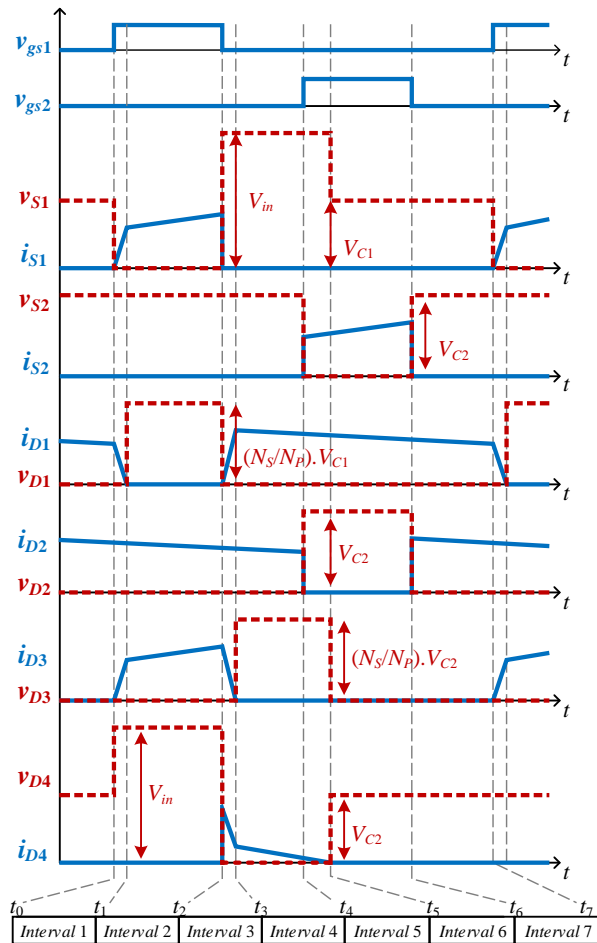 v_gs1
t
v_gs2
t
v_S1
V_in
V_C1
i_S1
t
v_S2
V_C2
i_S2
t
i_D1
(N_S/N_P).V_C1
v_D1
t
i_D2
V_C2
v_D2
t
i_D3
(N_S/N_P).V_C2
v_D3
t
v_D4
V_in
V_C2
i_D4
t
t_0 t_1 t_2 t_3 t_4 t_5 t_6 t_7
Interval 1 Interval 2 Interval 3 Interval 4 Interval 5 Interval 6 Interval 7